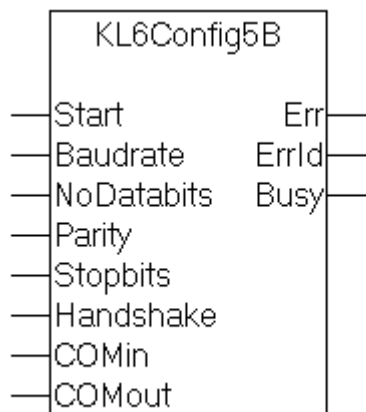 KL6Config5B
Start Err
Baudrate ErrId
NoDatabits Busy
Parity
Stopbits
Handshake
COMin
COMout